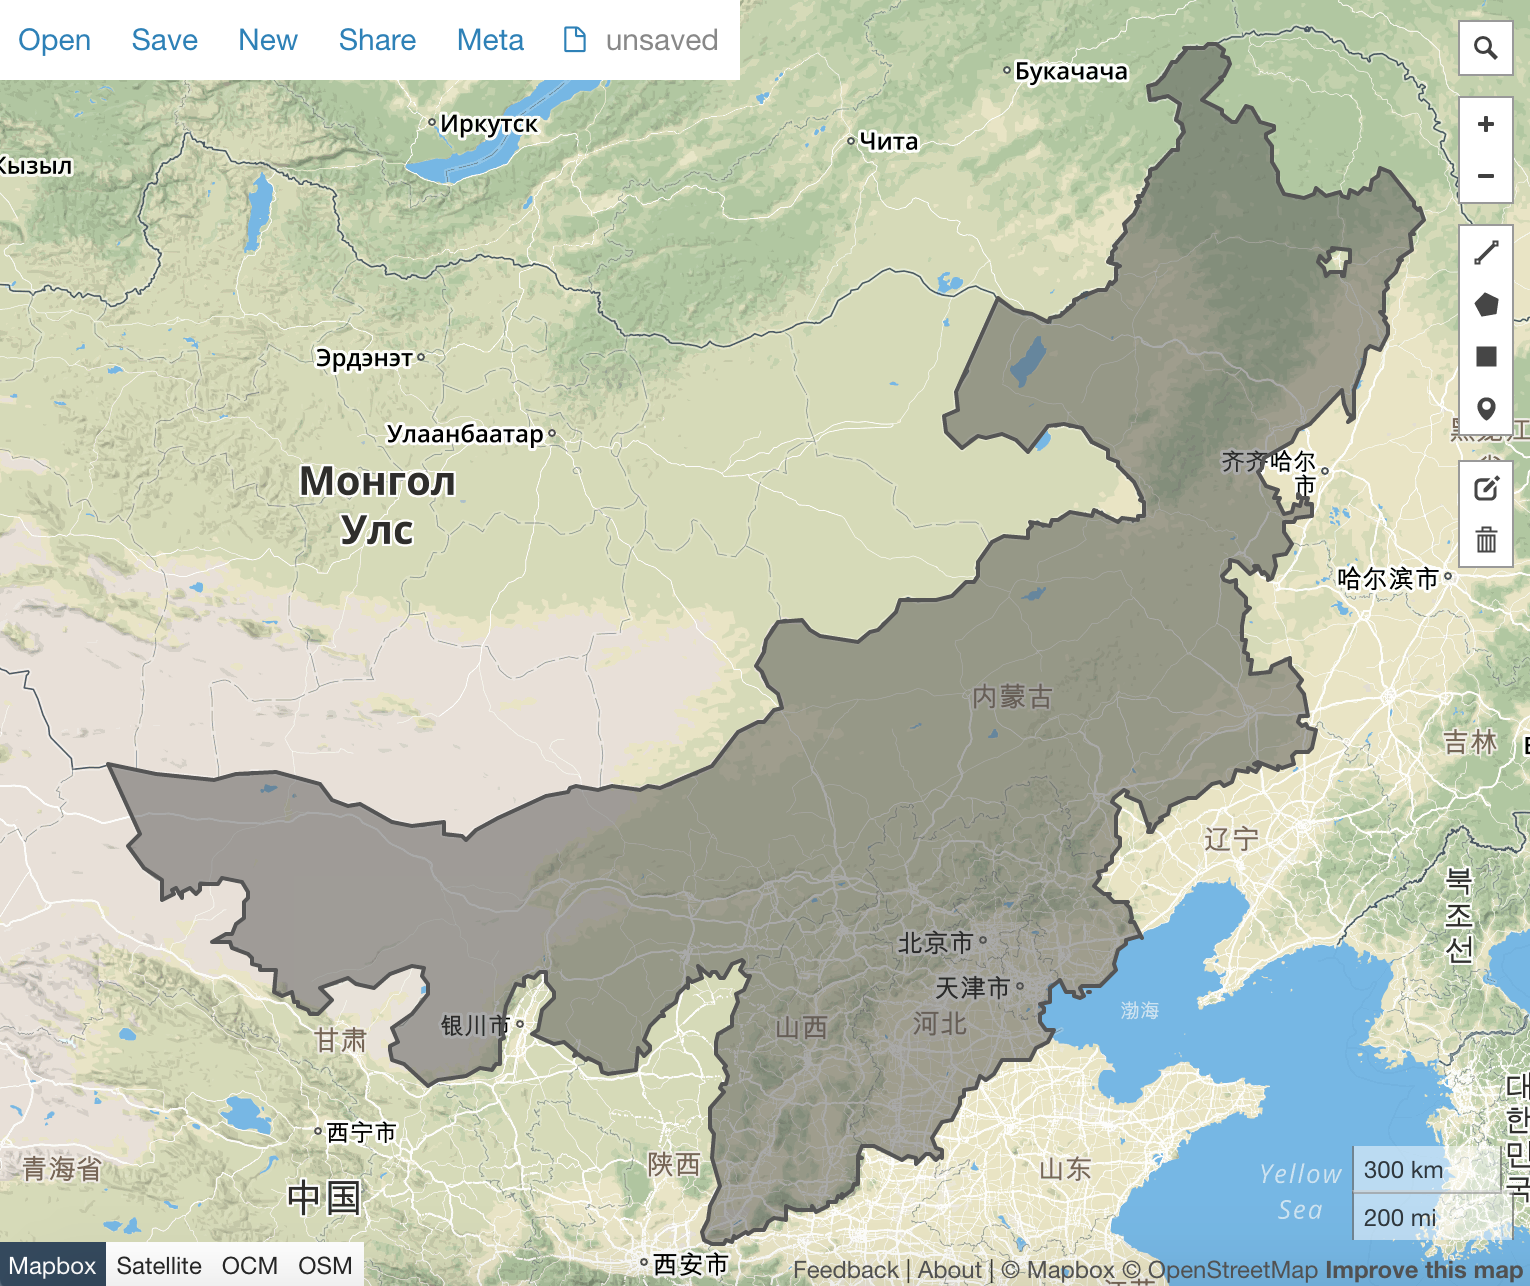 Open Save New Share Meta unsaved
Букачача
Иркутск
Чита
Кызыл
Эрдэнэт
Улаанбаатар
Монгол
Улс
齐齐哈尔
市
哈尔滨市
内蒙古
吉林
辽宁
북
조
선
北京市
天津市
渤海
银川市
山西
河北
甘肃
西宁市
陕西
山东
青海省
中国
Yellow
Sea
300 km
200 mi
西安市
Mapbox Satellite OCM OSM
Feedback | About | © Mapbox © OpenStreetMap Improve this map